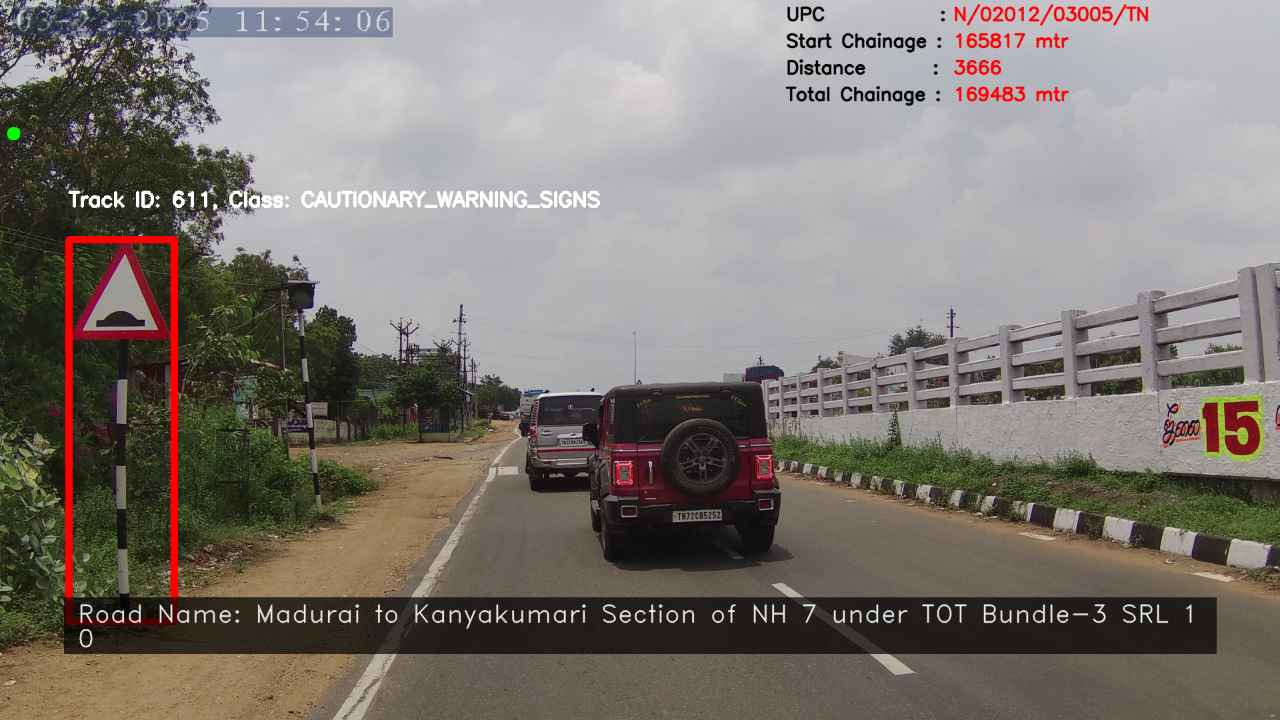 03-23-2025 11:54:06
UPC : N/02012/03005/TN
Start Chainage : 165817 mtr
Distance : 3666
Total Chainage : 169483 mtr
Track ID: 611, Class: CAUTIONARY_WARNING_SIGNS
ஜூலை 15
TN72CB5252
Road Name: Madurai to Kanyakumari Section of NH 7 under TOT Bundle-3 SRL 1
0